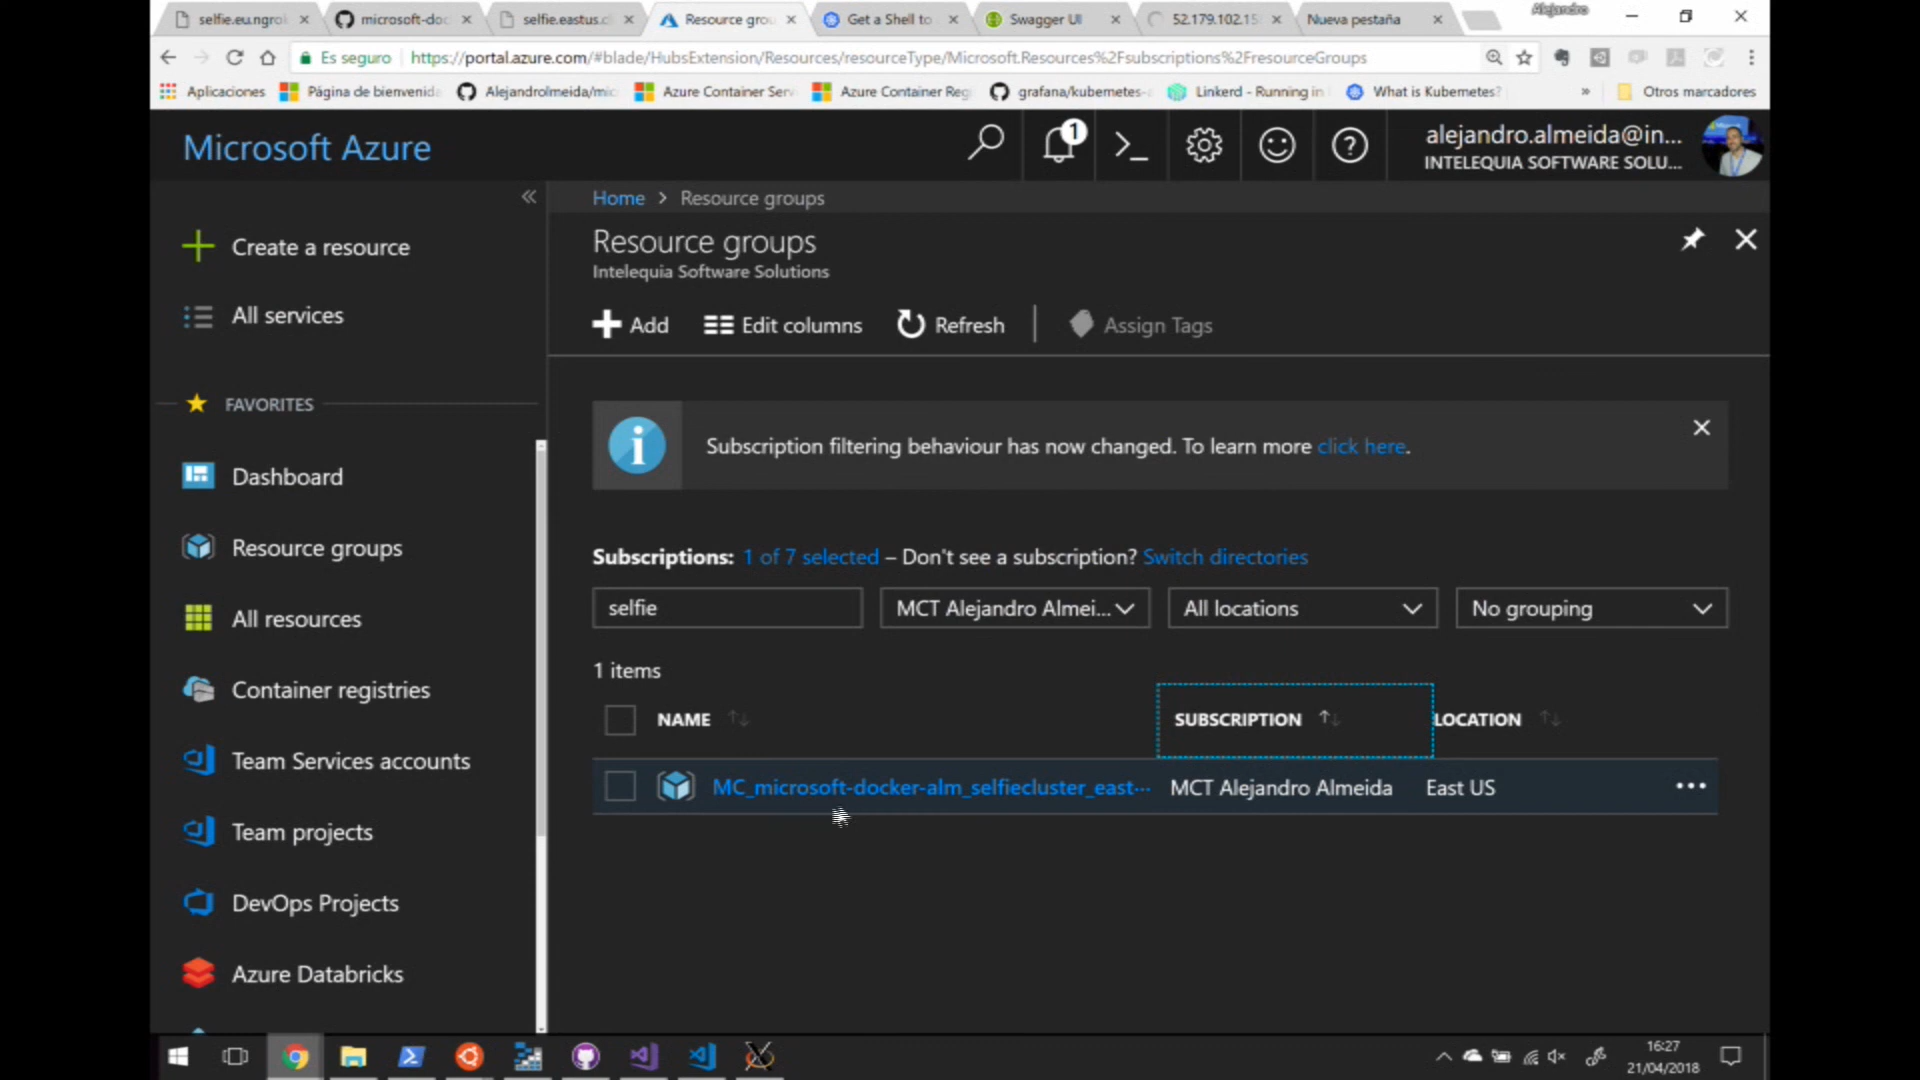 selfie.eu.ngrok
microsoft-doc
selfie.eastus.cl
Resource grou
Get a Shell to
Swagger UI
52.179.102.15
Nueva pestaña
Alejandro
Es seguro
https://portal.azure.com/#blade/HubsExtension/Resources/resourceType/Microsoft.Resources%2Fsubscriptions%2FresourceGroups
Aplicaciones
Página de bienvenida
AlejandroImeida/mic
Azure Container Serv
Azure Container Reg
grafana/kubernetes-
Linkerd - Running in
What is Kubernetes?
»
Otros marcadores
Microsoft Azure
1
alejandro.almeida@in...
INTELEQUIA SOFTWARE SOLU...
Home > Resource groups
Resource groups
Intelequia Software Solutions
Add
Edit columns
Refresh
Assign Tags
Create a resource
All services
FAVORITES
Dashboard
Resource groups
All resources
Container registries
Team Services accounts
Team projects
DevOps Projects
Azure Databricks
Subscription filtering behaviour has now changed. To learn more click here.
Subscriptions: 1 of 7 selected – Don't see a subscription? Switch directories
selfie
MCT Alejandro Almei...
All locations
No grouping
1 items
NAME
SUBSCRIPTION
LOCATION
MC_microsoft-docker-alm_selfiecluster_east...
MCT Alejandro Almeida
East US
16:27
21/04/2018